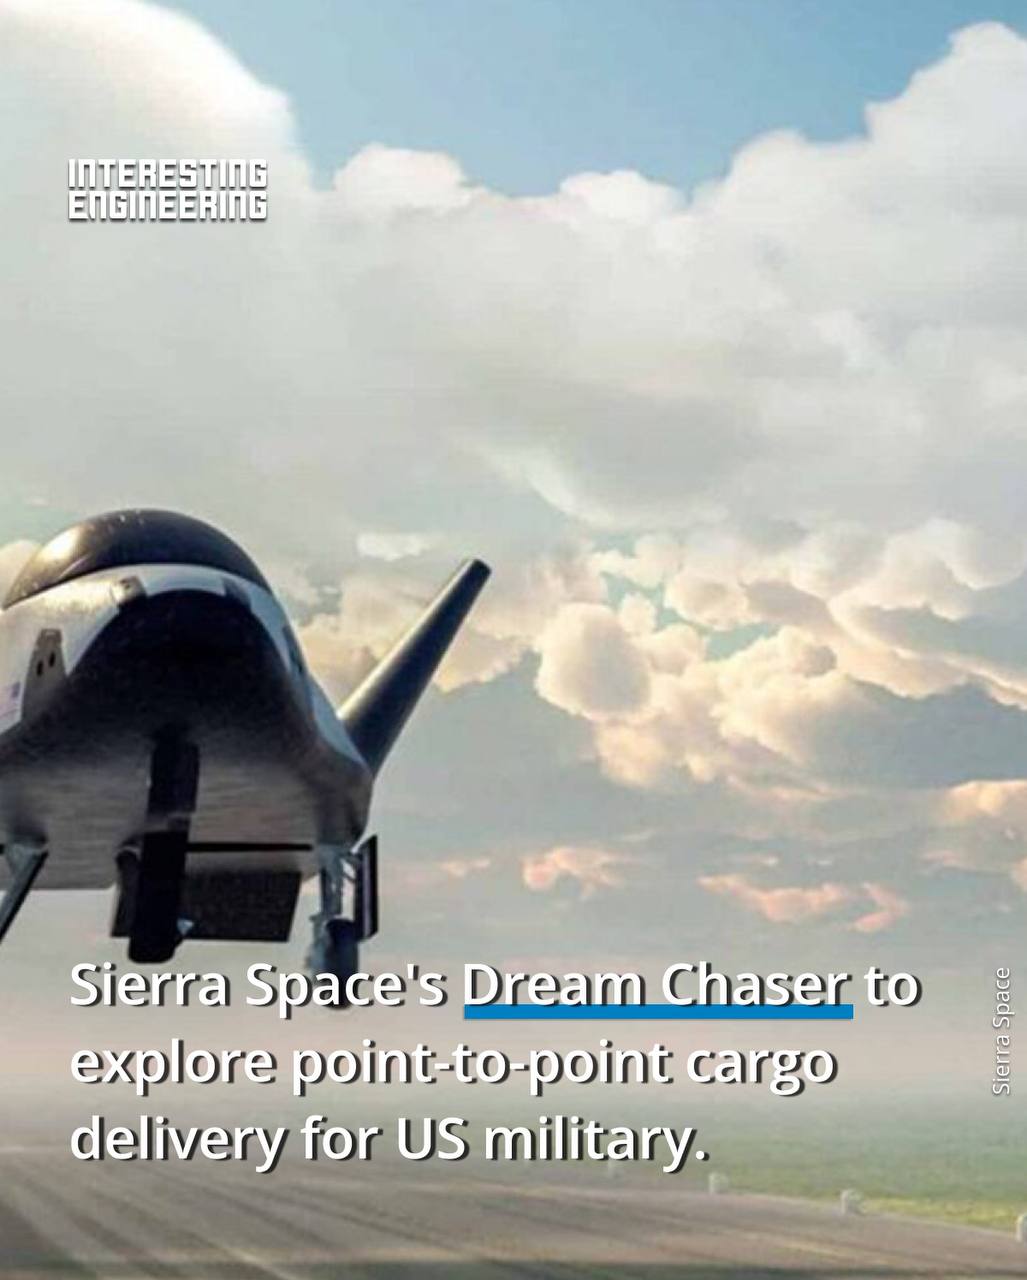 INTERESTING
ENGINEERING
Sierra Space's Dream Chaser to
explore point-to-point cargo
delivery for US military.
Sierra Space